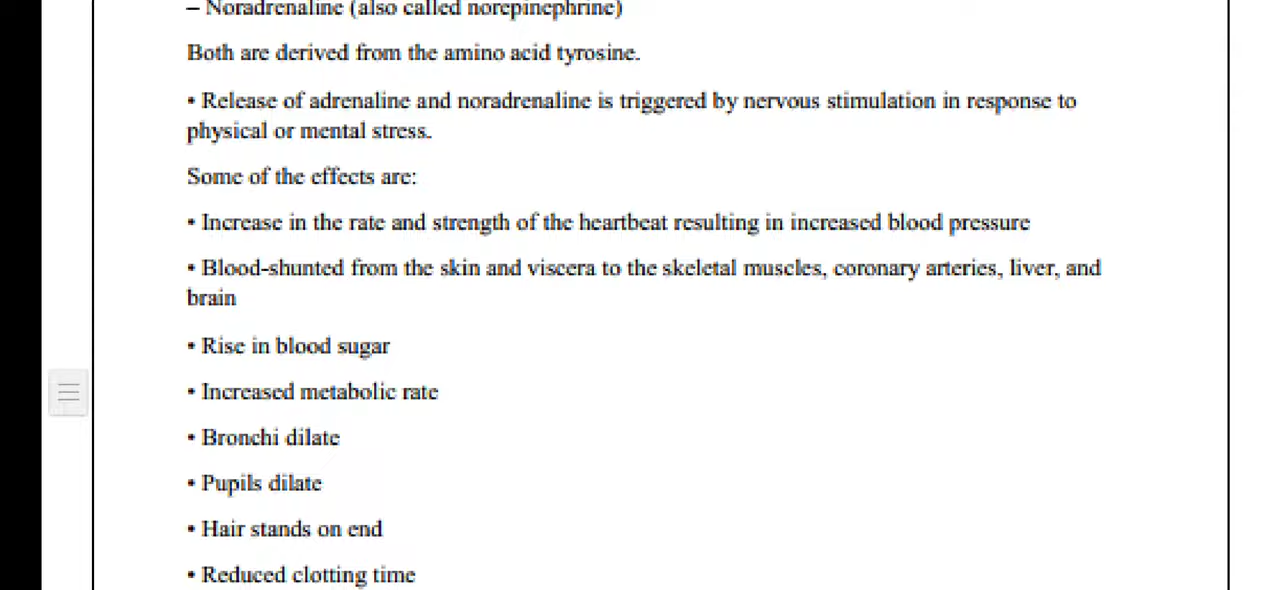 – Noradrenaline (also called norepinephrine)
Both are derived from the amino acid tyrosine.
• Release of adrenaline and noradrenaline is triggered by nervous stimulation in response to
physical or mental stress.
Some of the effects are:
• Increase in the rate and strength of the heartbeat resulting in increased blood pressure
• Blood-shunted from the skin and viscera to the skeletal muscles, coronary arteries, liver, and
brain
• Rise in blood sugar
• Increased metabolic rate
• Bronchi dilate
• Pupils dilate
• Hair stands on end
• Reduced clotting time